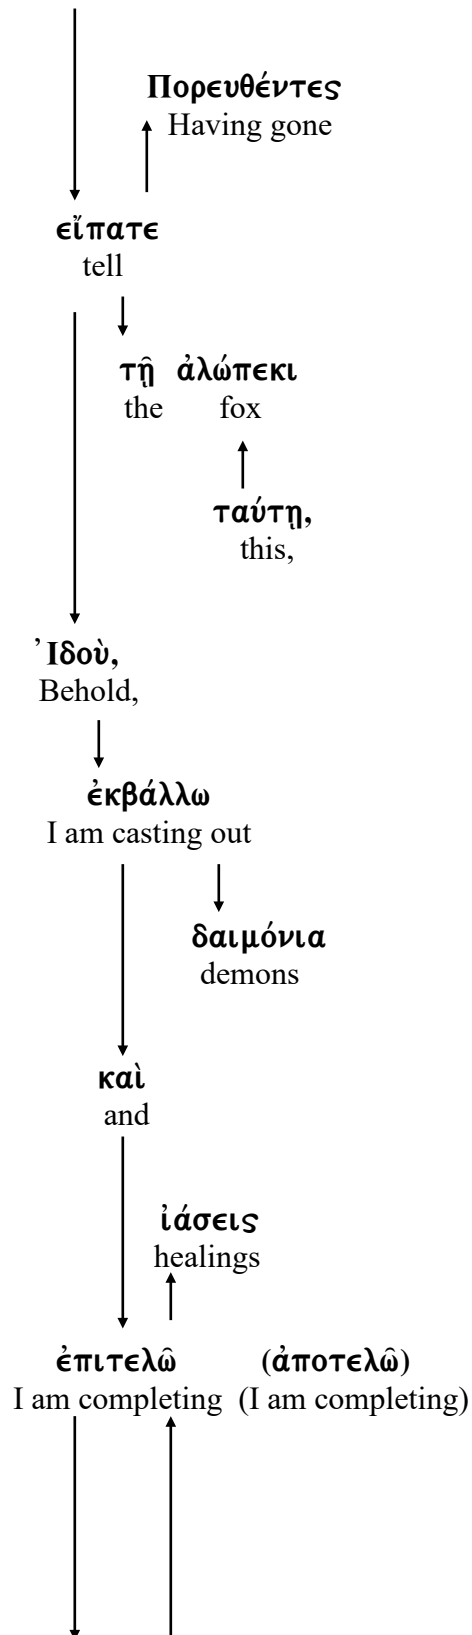 Πορευθέντες
Having gone
εἴπατε
tell
τῇ ἀλώπεκι
the fox
ταύτῃ,
this,
᾿Ιδοὺ,
Behold,
ἐκβάλλω
I am casting out
δαιμόνια
demons
καὶ
and
ἰάσεις
healings
ἐπιτελῶ (ἀποτελῶ)
I am completing (I am completing)